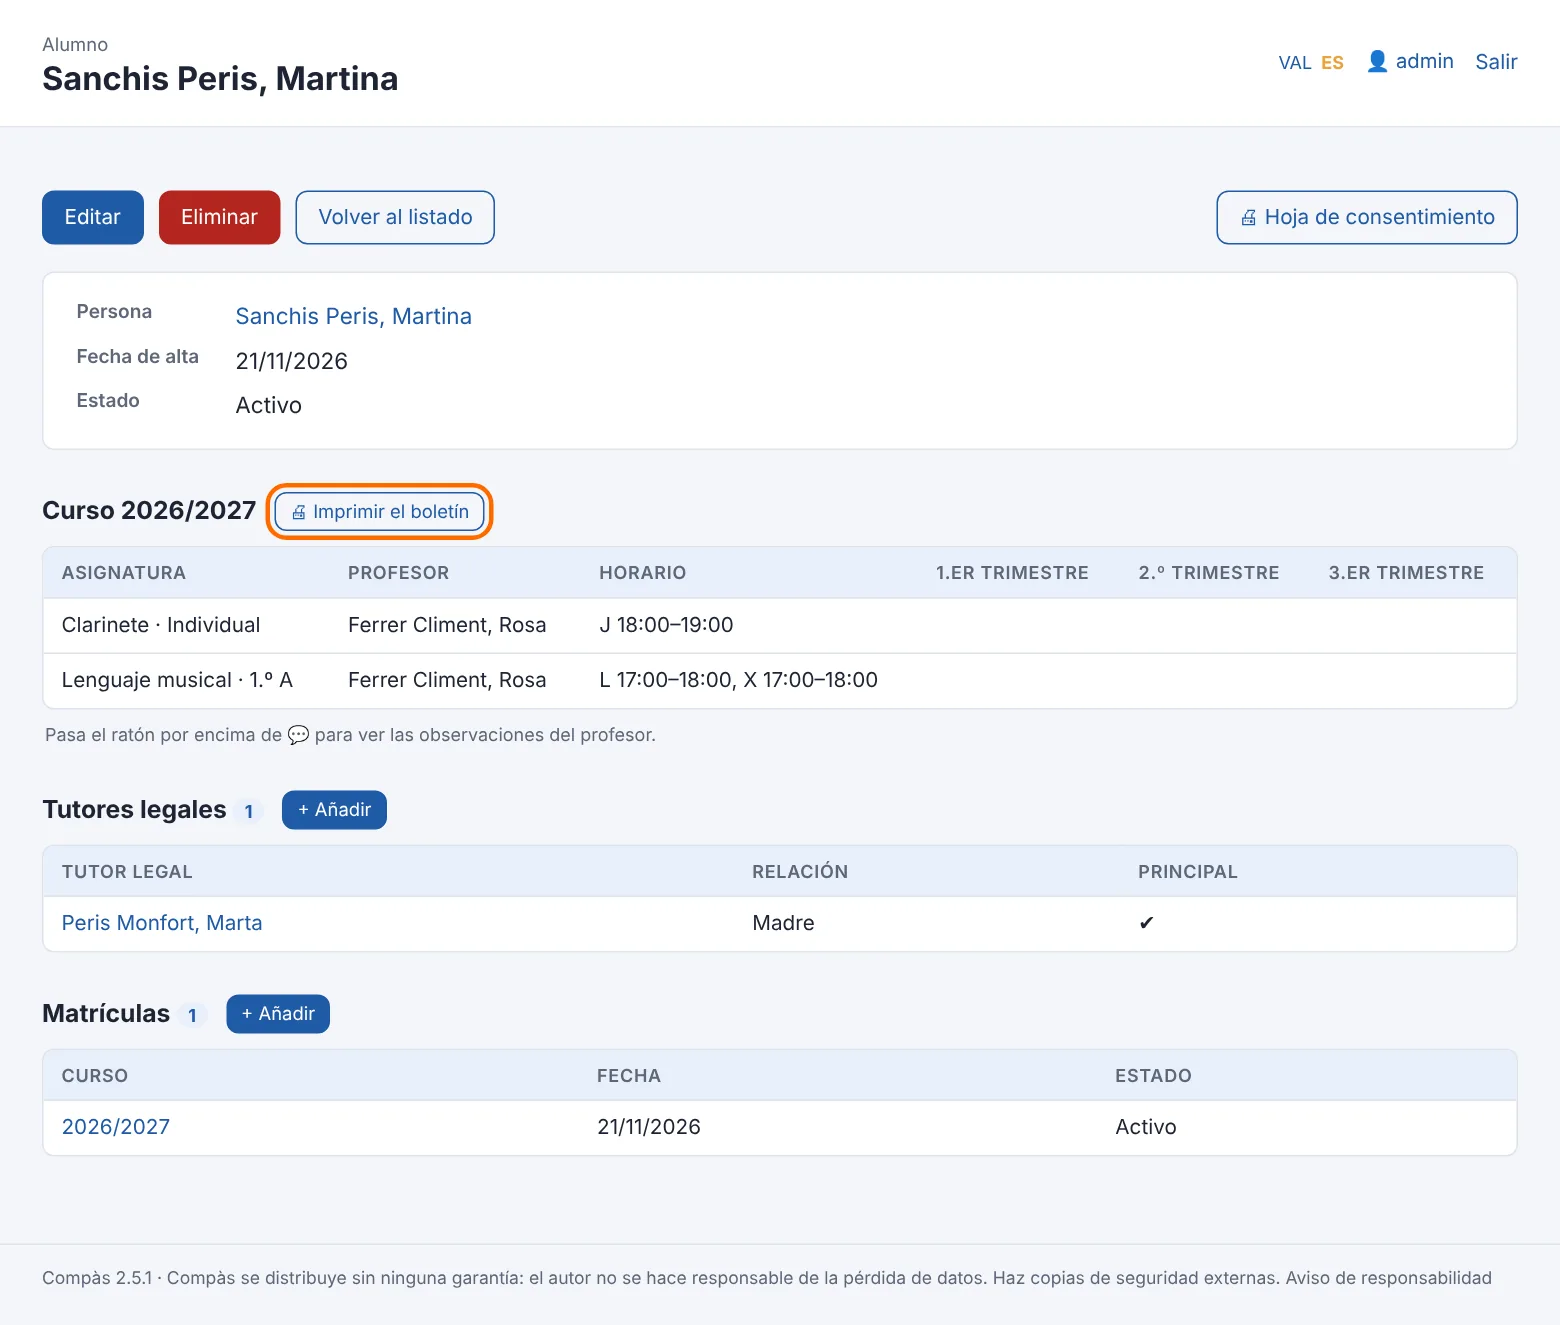 Alumno
Sanchis Peris, Martina
VAL ES 👤 admin Salir
Editar Eliminar Volver al listado 🖨 Hoja de consentimiento
Persona Sanchis Peris, Martina
Fecha de alta 21/11/2026
Estado Activo
Curso 2026/2027 🖨 Imprimir el boletín
ASIGNATURA PROFESOR HORARIO 1.ER TRIMESTRE 2.º TRIMESTRE 3.ER TRIMESTRE
Clarinete · Individual Ferrer Climent, Rosa J 18:00–19:00
Lenguaje musical · 1.º A Ferrer Climent, Rosa L 17:00–18:00, X 17:00–18:00
Pasa el ratón por encima de 💬 para ver las observaciones del profesor.
Tutores legales 1 + Añadir
TUTOR LEGAL RELACIÓN PRINCIPAL
Peris Monfort, Marta Madre ✔
Matrículas 1 + Añadir
CURSO FECHA ESTADO
2026/2027 21/11/2026 Activo
Compàs 2.5.1 · Compàs se distribuye sin ninguna garantía: el autor no se hace responsable de la pérdida de datos. Haz copias de seguridad externas. Aviso de responsabilidad